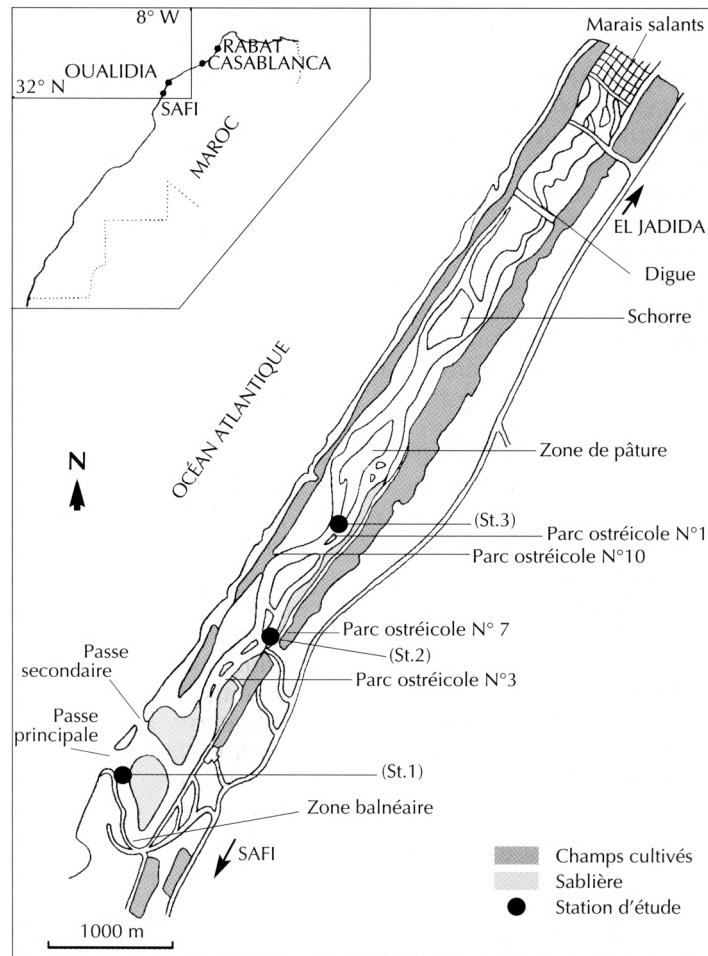 8° W
Marais salants
RABAT
CASABLANCA
OUALIDIA
32° N
SAFI
MAROC
EL JADIDA
Digue
Schorre
OCÉAN ATLANTIQUE
N
Zone de pâture
(St.3)
Parc ostréicole N°1
Parc ostréicole N°10
Parc ostréicole N° 7
(St.2)
Passe
secondaire
Parc ostréicole N°3
Passe
principale
(St.1)
Zone balnéaire
SAFI
Champs cultivés
Sablière
Station d'étude
1000 m